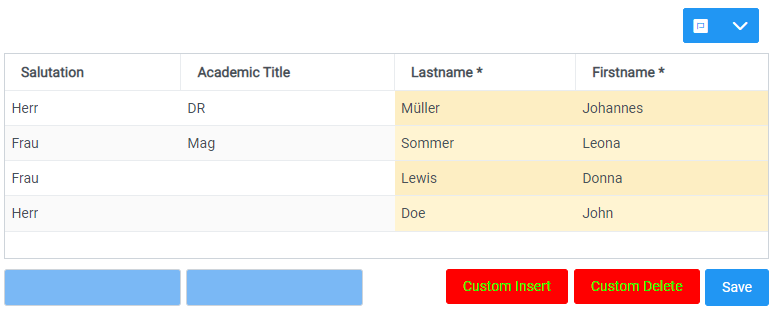 Salutation Academic Title Lastname * Firstname *
Herr DR Müller Johannes
Frau Mag Sommer Leona
Frau Lewis Donna
Herr Doe John
Custom Insert Custom Delete Save